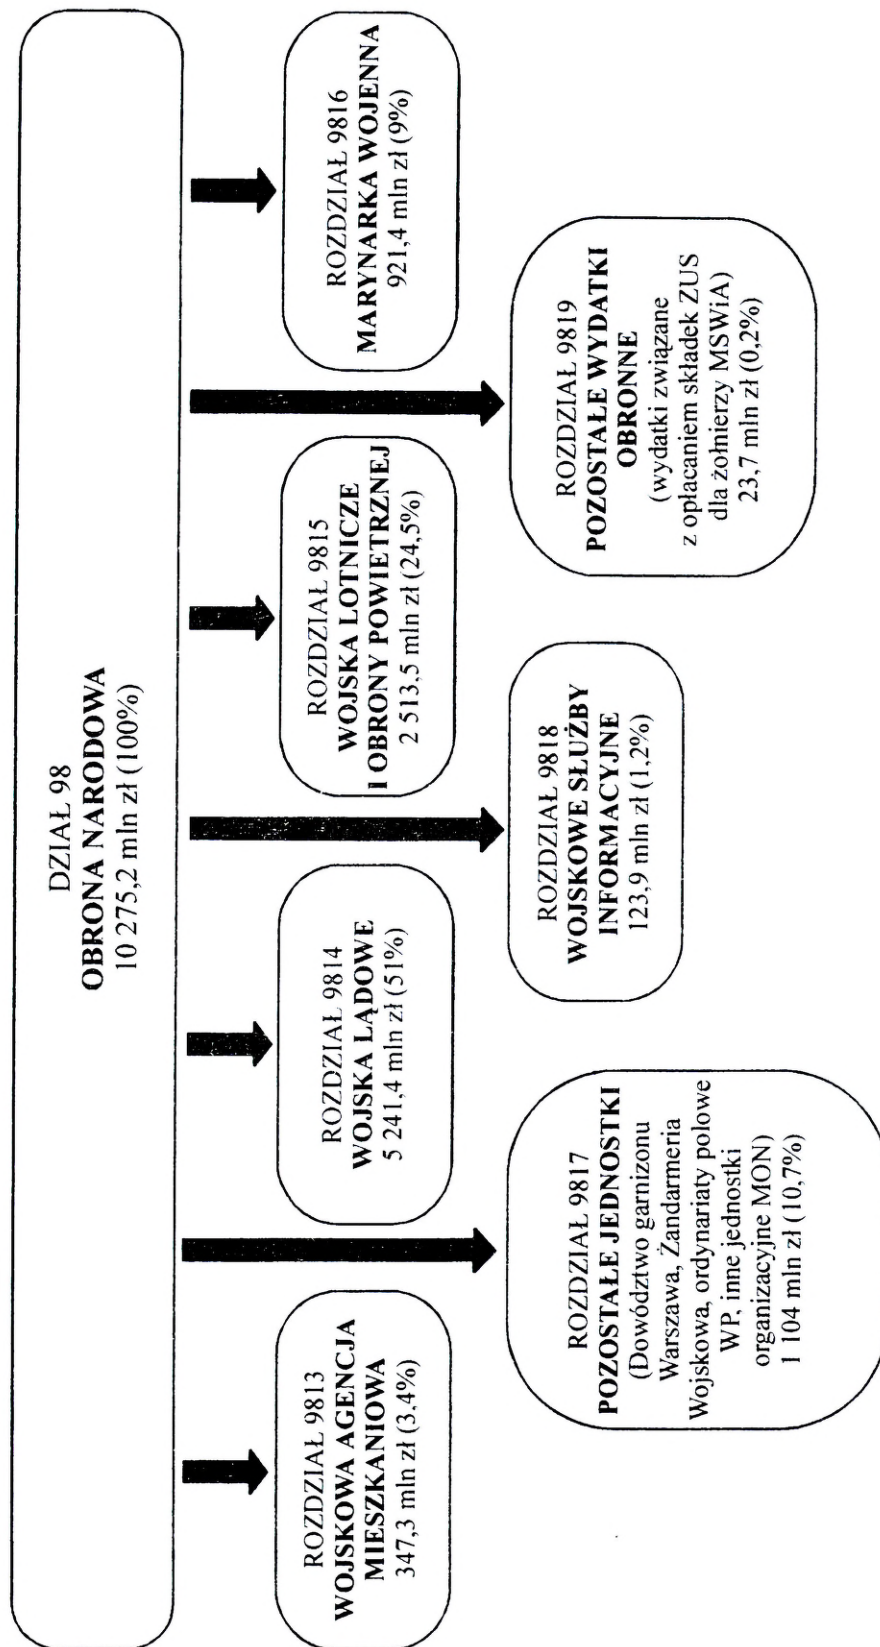 DZIAŁ 98
OBRONA NARODOWA
10 275,2 mln zł (100%)
ROZDZIAŁ 9813
WOJSKOWA AGENCJA
MIESZKANIOWA
347,3 mln zł (3,4%)
ROZDZIAŁ 9814
WOJSKA LĄDOWE
5 241,4 mln zł (51%)
ROZDZIAŁ 9815
WOJSKA LOTNICZE
I OBRONY POWIETRZNEJ
2 513,5 mln zł (24,5%)
ROZDZIAŁ 9816
MARYNARKA WOJENNA
921,4 mln zł (9%)
ROZDZIAŁ 9817
POZOSTAŁE JEDNOSTKI
(Dowództwo garnizonu
Warszawa, Żandarmeria
Wojskowa, ordynariaty polowe
WP, inne jednostki
organizacyjne MON)
1 104 mln zł (10,7%)
ROZDZIAŁ 9818
WOJSKOWE SŁUŻBY
INFORMACYJNE
123,9 mln zł (1,2%)
ROZDZIAŁ 9819
POZOSTAŁE WYDATKI
OBRONNE
(wydatki związane
z opłacaniem składek ZUS
dla żołnierzy MSWiA)
23,7 mln zł (0,2%)